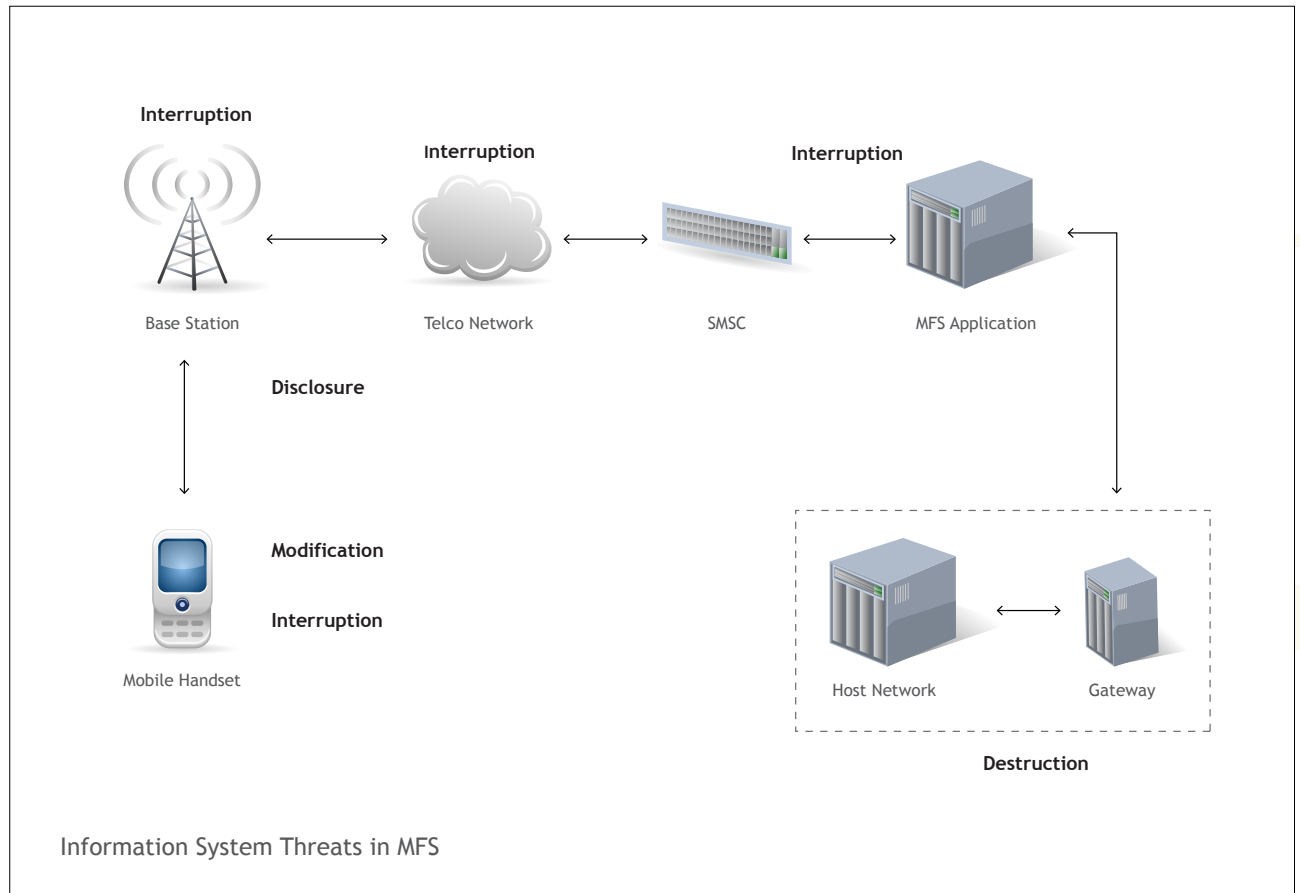 Interruption
Interruption
Interruption
Base Station
Telco Network
SMSC
MFS Application
Disclosure
Modification
Interruption
Mobile Handset
Host Network
Gateway
Destruction
Information System Threats in MFS